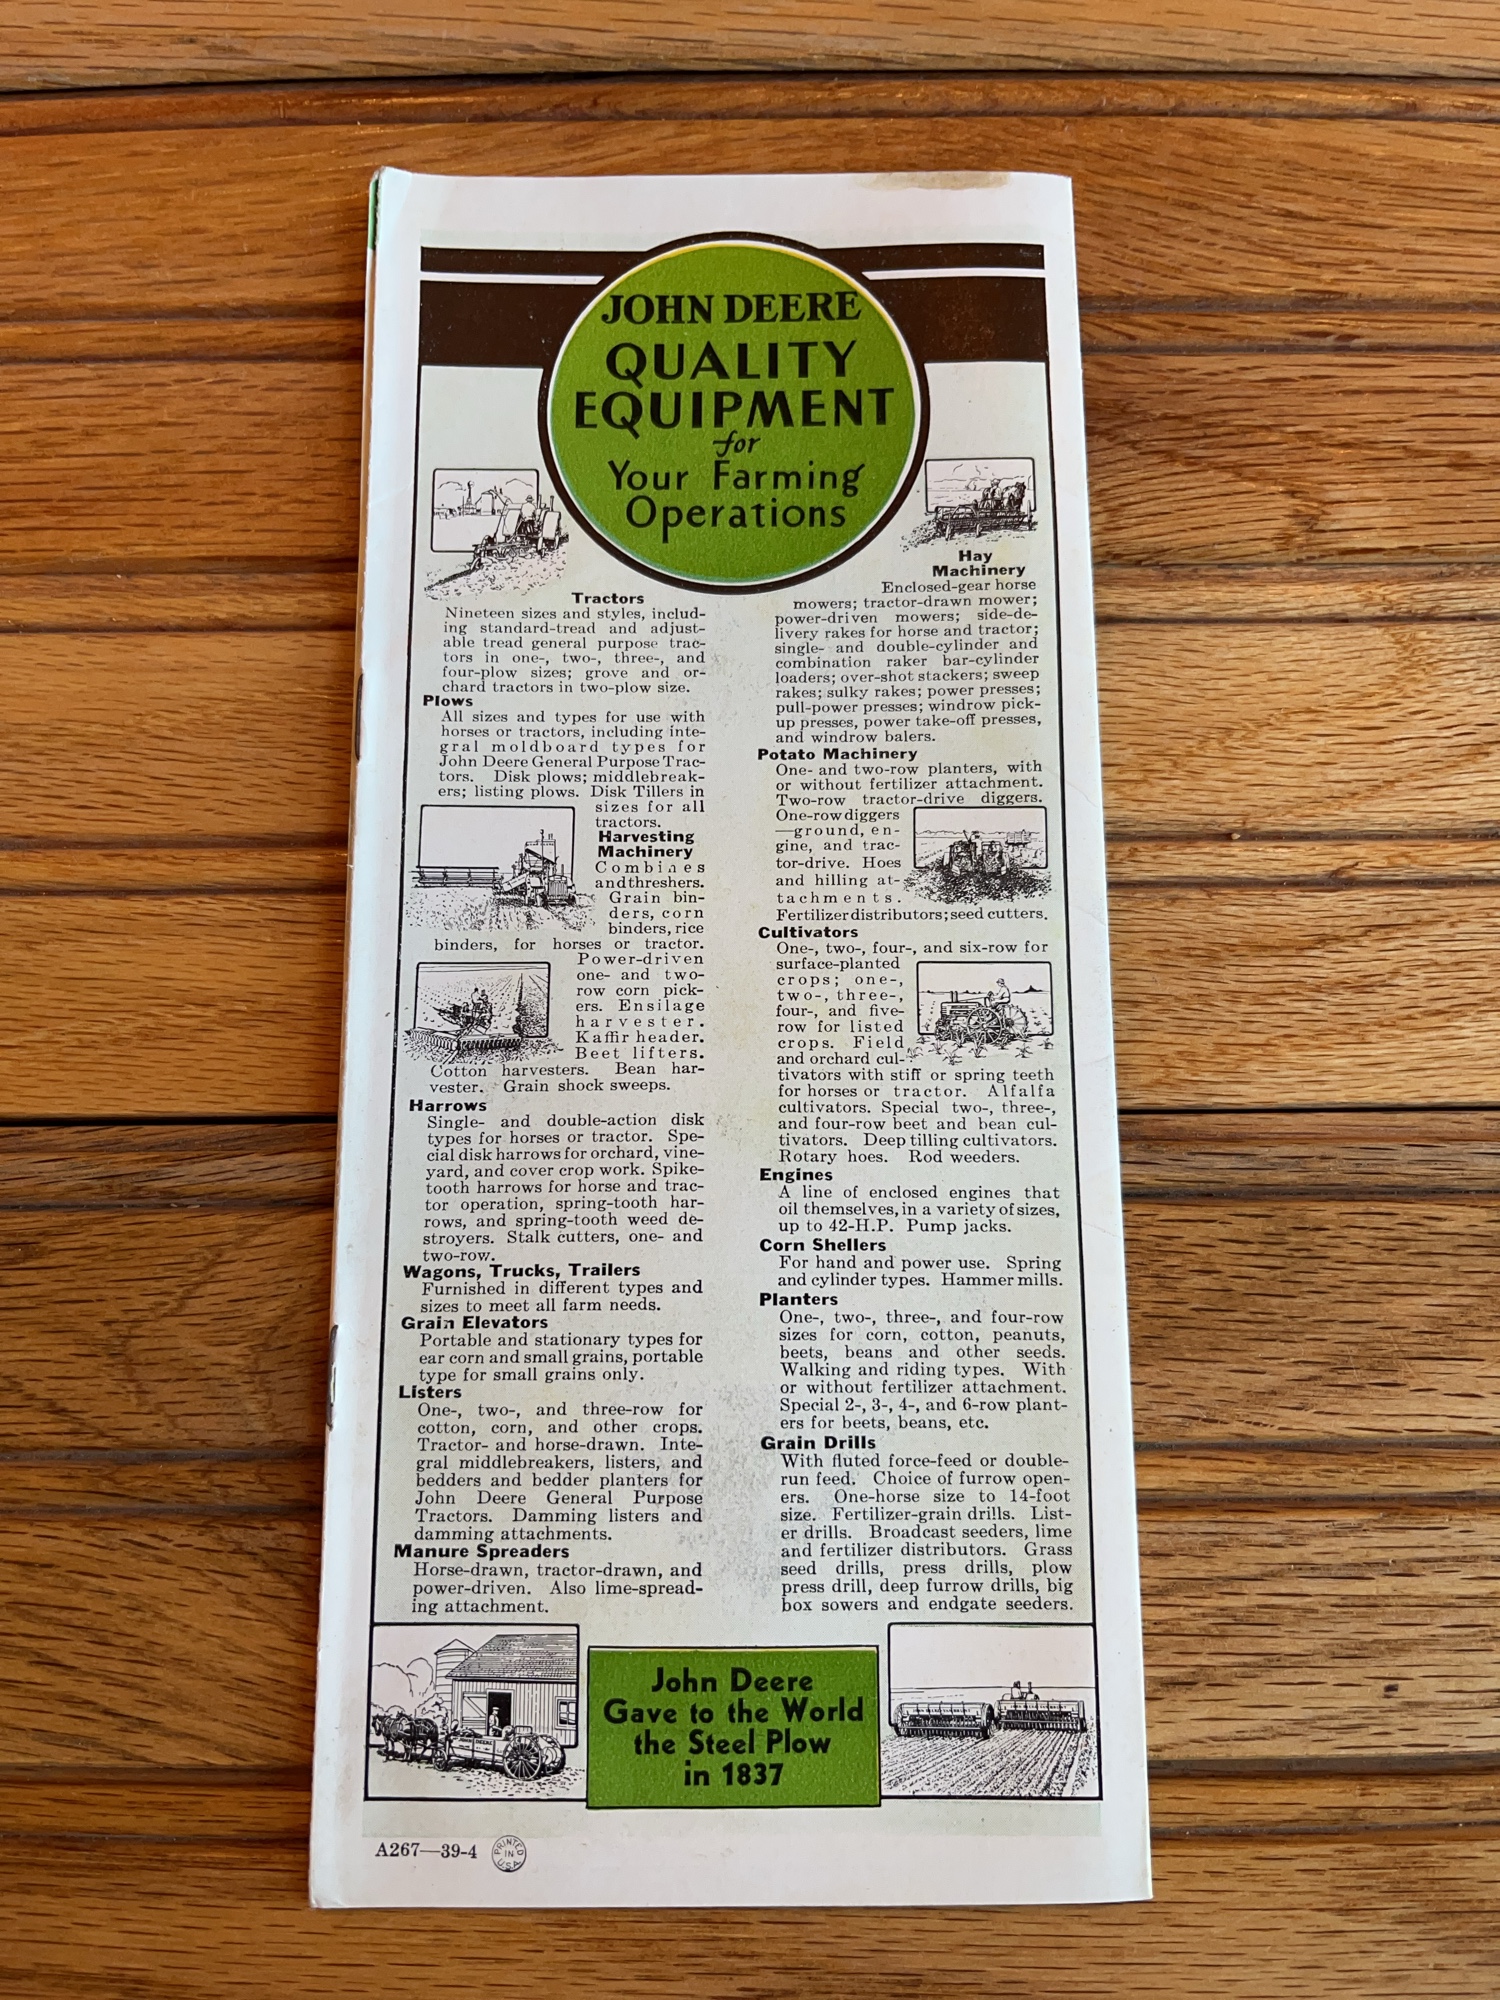 JOHN DEERE
QUALITY
EQUIPMENT
for
Your Farming
Operations
Tractors
Nineteen sizes and styles, includ-
ing standard-tread and adjust-
able tread general purpose trac-
tors in one-, two-, three-, and
four-plow sizes; grove and or-
chard tractors in two-plow size.
Plows
All sizes and types for use with
horses or tractors, including inte-
gral moldboard types for
John Deere General Purpose Trac-
tors. Disk plows; middlebreak-
ers; listing plows. Disk Tillers in
sizes for all
tractors.
Harvesting
Machinery
Combines
and threshers.
Grain bin-
ders, corn
binders, rice
binders, for horses or tractor.
Power-driven
one- and two-
row corn pick-
ers. Ensilage
harvester.
Kaffir header.
Beet lifters.
Cotton harvesters. Bean har-
vester. Grain shock sweeps.
Harrows
Single- and double-action disk
types for horses or tractor. Spe-
cial disk harrows for orchard, vine-
yard, and cover crop work. Spike-
tooth harrows for horse and trac-
tor operation, spring-tooth har-
rows, and spring-tooth weed de-
stroyers. Stalk cutters, one- and
two-row.
Wagons, Trucks, Trailers
Furnished in different types and
sizes to meet all farm needs.
Grain Elevators
Portable and stationary types for
ear corn and small grains, portable
type for small grains only.
Listers
One-, two-, and three-row for
cotton, corn, and other crops.
Tractor- and horse-drawn. Inte-
gral middlebreakers, listers, and
bedders and bedder planters for
John Deere General Purpose
Tractors. Damming listers and
damming attachments.
Manure Spreaders
Horse-drawn, tractor-drawn, and
power-driven. Also lime-spread-
ing attachment.
Hay
Machinery
Enclosed-gear horse
mowers; tractor-drawn mower;
power-driven mowers; side-de-
livery rakes for horse and tractor;
single- and double-cylinder and
combination raker bar-cylinder
loaders; over-shot stackers; sweep
rakes; sulky rakes; power presses;
pull-power presses; windrow pick-
up presses, power take-off presses,
and windrow balers.
Potato Machinery
One- and two-row planters, with
or without fertilizer attachment.
Two-row tractor-drive diggers.
One-row diggers
—ground, en-
gine, and trac-
tor-drive. Hoes
and hilling at-
tachments.
Fertilizer distributors; seed cutters.
Cultivators
One-, two-, four-, and six-row for
surface-planted
crops; one-,
two-, three-,
four-, and five-
row for listed
crops. Field
and orchard cul-
tivators with stiff or spring teeth
for horses or tractor. Alfalfa
cultivators. Special two-, three-,
and four-row beet and bean cul-
tivators. Deep tilling cultivators.
Rotary hoes. Rod weeders.
Engines
A line of enclosed engines that
oil themselves, in a variety of sizes,
up to 42-H.P. Pump jacks.
Corn Shellers
For hand and power use. Spring
and cylinder types. Hammer mills.
Planters
One-, two-, three-, and four-row
sizes for corn, cotton, peanuts,
beets, beans and other seeds.
Walking and riding types. With
or without fertilizer attachment.
Special 2-, 3-, 4-, and 6-row plant-
ers for beets, beans, etc.
Grain Drills
With fluted force-feed or double-
run feed. Choice of furrow open-
ers. One-horse size to 14-foot
size. Fertilizer-grain drills. List-
er drills. Broadcast seeders, lime
and fertilizer distributors. Grass
seed drills, press drills, plow
press drill, deep furrow drills, big
box sowers and endgate seeders.
JOHN DEERE
John Deere
Gave to the World
the Steel Plow
in 1837
A267—39-4
PRINTED
IN
U.S.A.